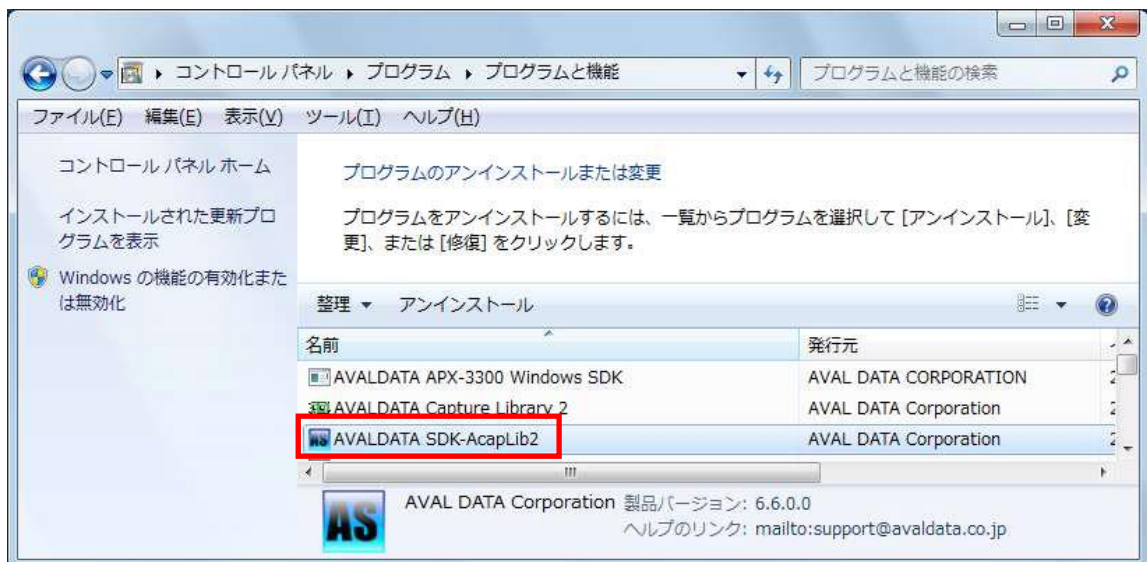 コントロール パネル ▸ プログラム ▸ プログラムと機能
プログラムと機能の検索
ファイル(F) 編集(E) 表示(V) ツール(T) ヘルプ(H)
コントロール パネル ホーム
インストールされた更新プロ
グラムを表示
Windows の機能の有効化また
は無効化
プログラムのアンインストールまたは変更
プログラムをアンインストールするには、一覧からプログラムを選択して [アンインストール]、[変
更]、または [修復] をクリックします。
整理 アンインストール
名前 発行元
AVALDATA APX-3300 Windows SDK AVAL DATA CORPORATION
AVALDATA Capture Library 2 AVAL DATA Corporation
AS AVALDATA SDK-AcapLib2 AVAL DATA Corporation
AS
AVAL DATA Corporation 製品バージョン: 6.6.0.0
ヘルプのリンク: mailto:support@avaldata.co.jp